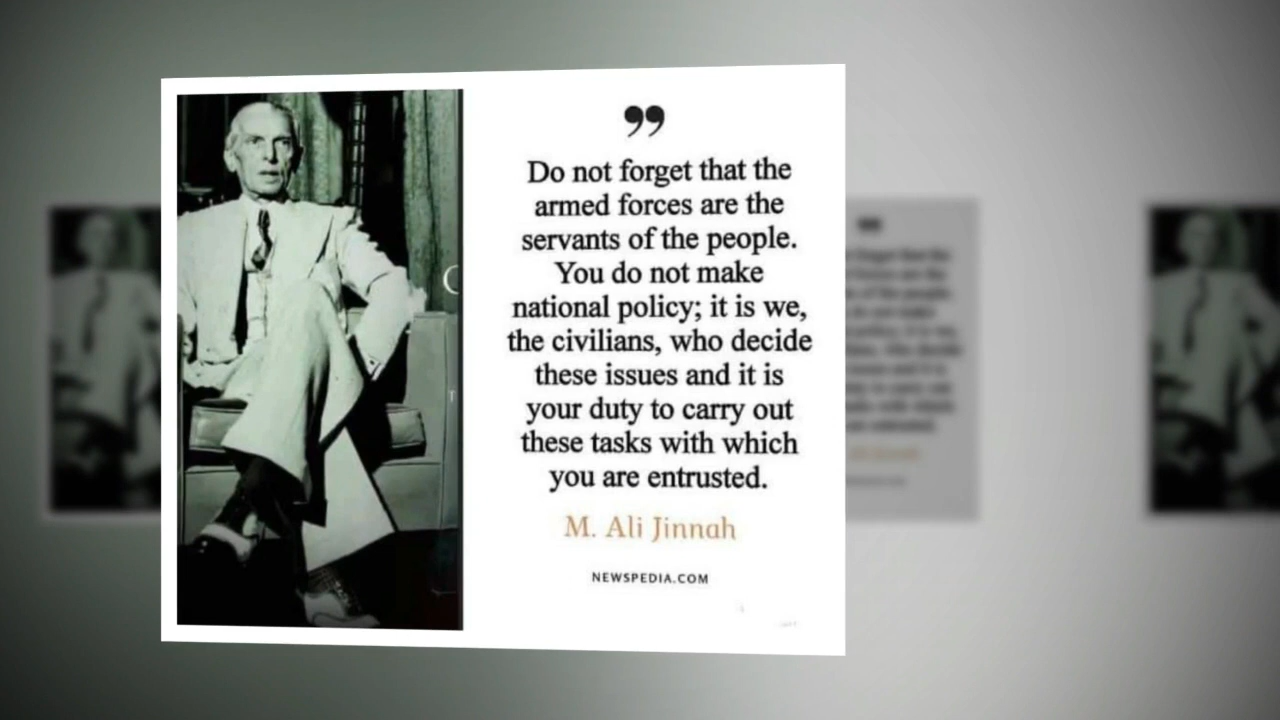 ”
Do not forget that the
armed forces are the
servants of the people.
You do not make
national policy; it is we,
the civilians, who decide
these issues and it is
your duty to carry out
these tasks with which
you are entrusted.
M. Ali Jinnah
NEWSPEDIA.COM